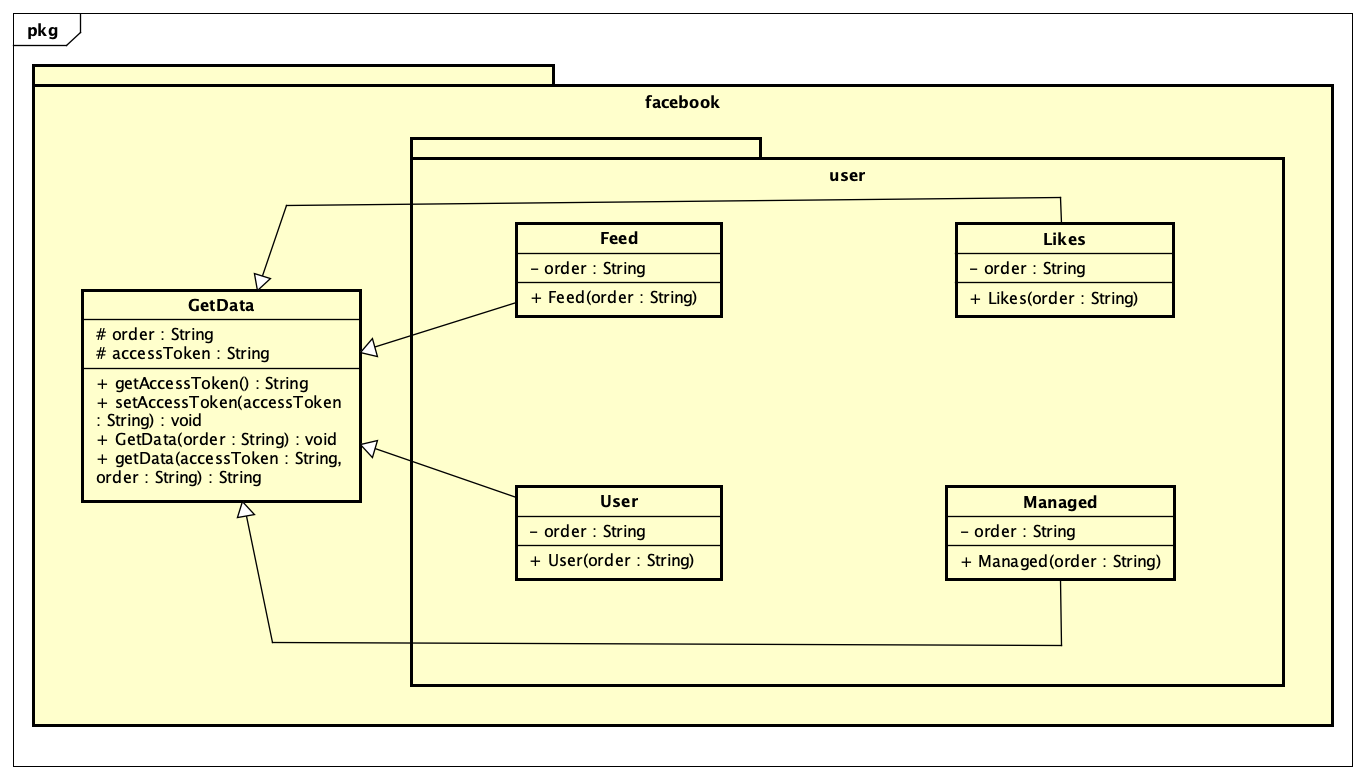 pkg
facebook
user
Feed
- order : String
+ Feed(order : String)
Likes
- order : String
+ Likes(order : String)
GetData
# order : String
# accessToken : String
+ getAccessToken() : String
+ setAccessToken(accessToken
: String) : void
+ GetData(order : String) : void
+ getData(accessToken : String,
order : String) : String
User
- order : String
+ User(order : String)
Managed
- order : String
+ Managed(order : String)